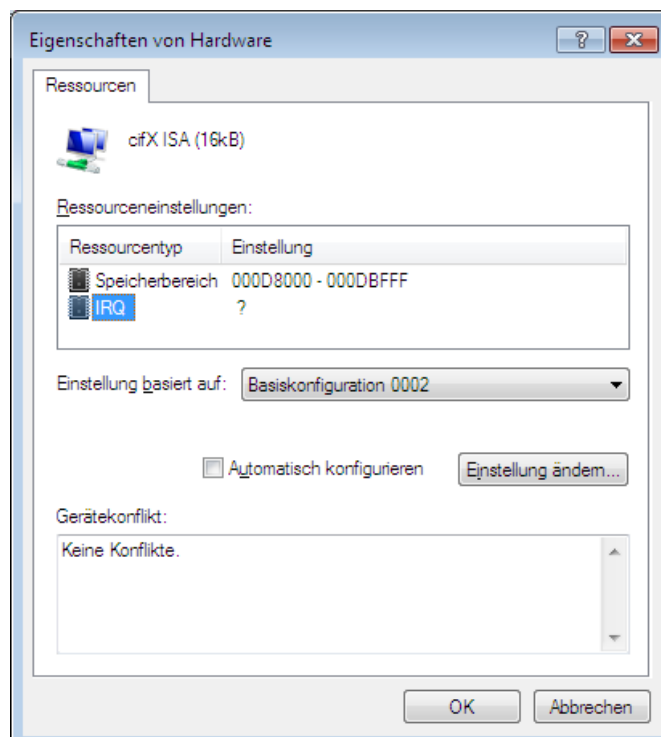 Eigenschaften von Hardware
Ressourcen
cifX ISA (16kB)
Ressourceneinstellungen:
Ressourcentyp Einstellung
Speicherbereich 000D8000 - 000DBFFF
IRQ ?
Einstellung basiert auf: Basiskonfiguration 0002
Automatisch konfigurieren Einstellung ändern...
Gerätekonflikt:
Keine Konflikte.
OK Abbrechen